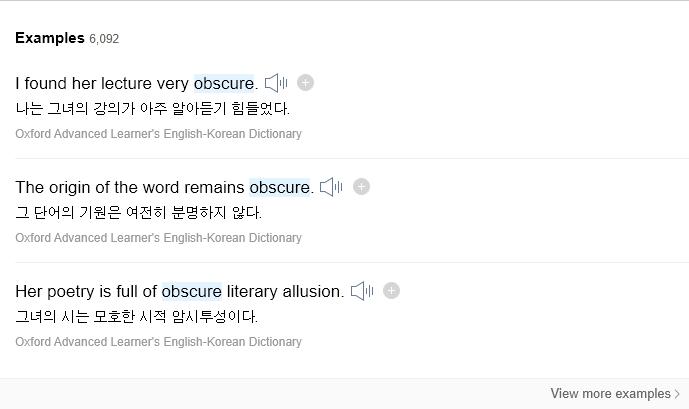 Examples 6,092
I found her lecture very obscure.
나는 그녀의 강의가 아주 알아듣기 힘들었다.
Oxford Advanced Learner's English-Korean Dictionary
The origin of the word remains obscure.
그 단어의 기원은 여전히 분명하지 않다.
Oxford Advanced Learner's English-Korean Dictionary
Her poetry is full of obscure literary allusion.
그녀의 시는 모호한 시적 암시투성이다.
Oxford Advanced Learner's English-Korean Dictionary
View more examples